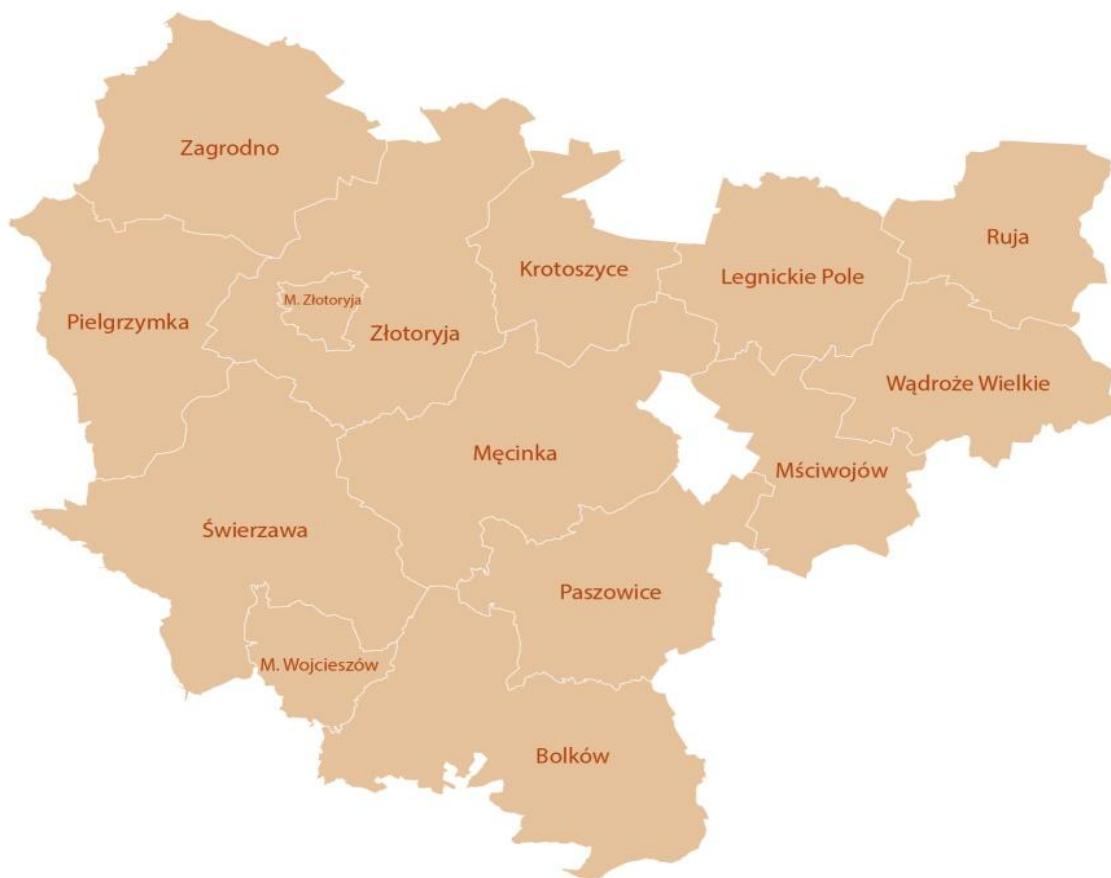 Zagrodno
Ruja
Krotoszyce
Legnickie Pole
M. Złotoryja
Pielgrzymka
Złotoryja
Wądroże Wielkie
Męcinka
Mściwojów
Świerzawa
Paszowice
M. Wojcieszów
Bolków